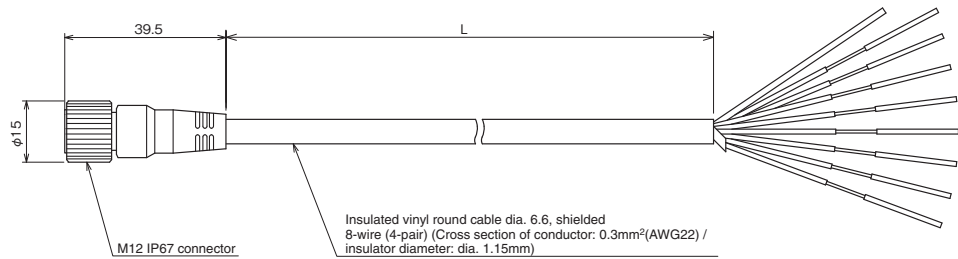 39.5
L
φ15
M12 IP67 connector
Insulated vinyl round cable dia. 6.6, shielded
8-wire (4-pair) (Cross section of conductor: 0.3mm²(AWG22) /
insulator diameter: dia. 1.15mm)